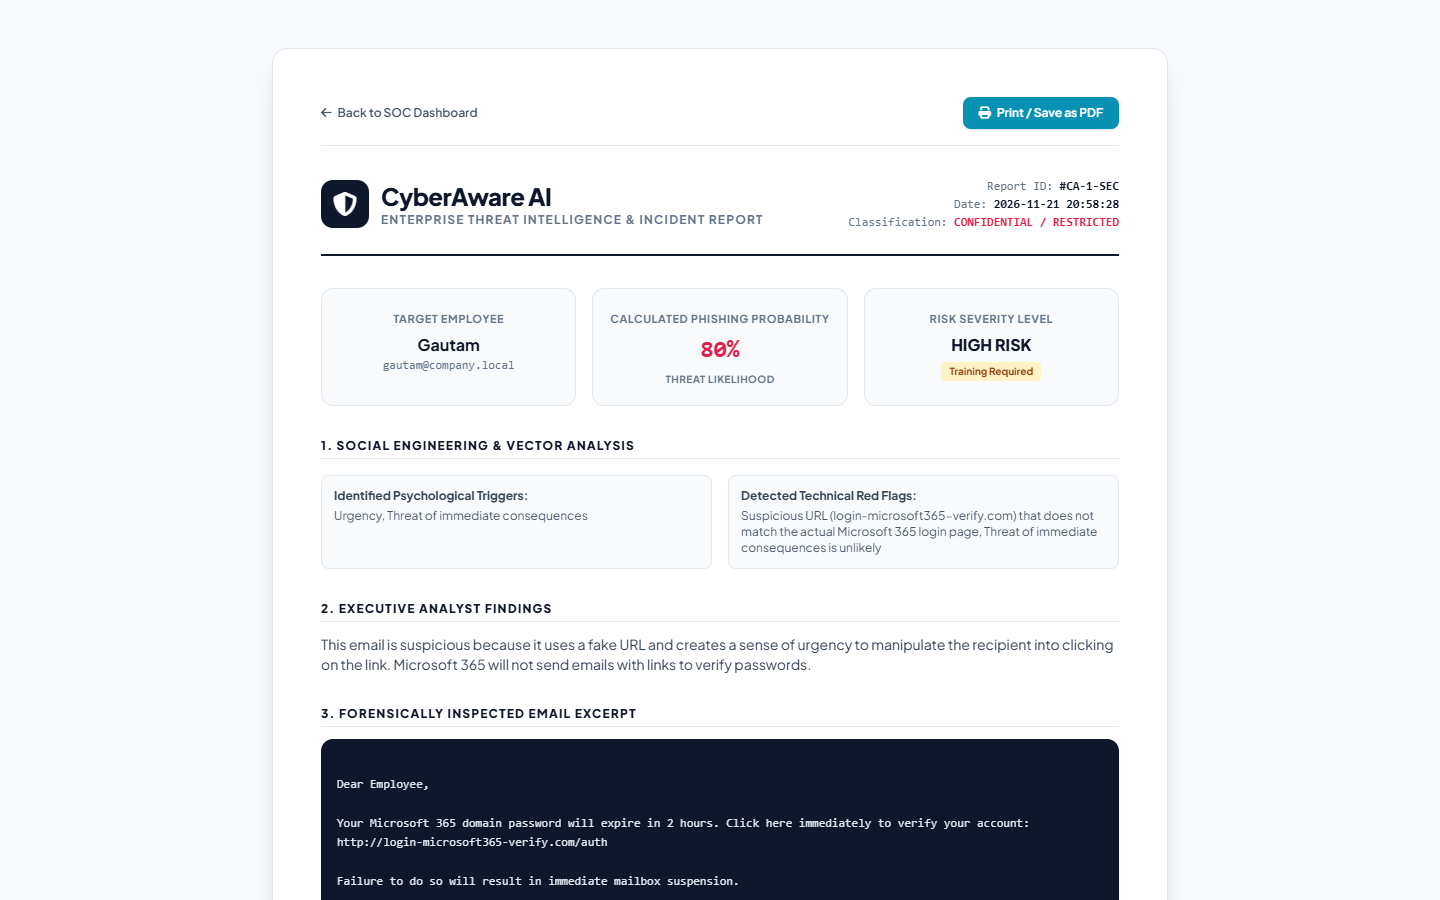 Back to SOC Dashboard
Print / Save as PDF
CyberAware AI
ENTERPRISE THREAT INTELLIGENCE & INCIDENT REPORT
Report ID: #CA-1-SEC
Date: 2026-11-21 20:58:28
Classification: CONFIDENTIAL / RESTRICTED
TARGET EMPLOYEE
Gautam
gautam@company.local
CALCULATED PHISHING PROBABILITY
80%
THREAT LIKELIHOOD
RISK SEVERITY LEVEL
HIGH RISK
Training Required
1. SOCIAL ENGINEERING & VECTOR ANALYSIS
Identified Psychological Triggers:
Urgency, Threat of immediate consequences
Detected Technical Red Flags:
Suspicious URL (login-microsoft365-verify.com) that does not
match the actual Microsoft 365 login page, Threat of immediate
consequences is unlikely
2. EXECUTIVE ANALYST FINDINGS
This email is suspicious because it uses a fake URL and creates a sense of urgency to manipulate the recipient into clicking
on the link. Microsoft 365 will not send emails with links to verify passwords.
3. FORENSICALLY INSPECTED EMAIL EXCERPT
Dear Employee,
Your Microsoft 365 domain password will expire in 2 hours. Click here immediately to verify your account:
http://login-microsoft365-verify.com/auth
Failure to do so will result in immediate mailbox suspension.